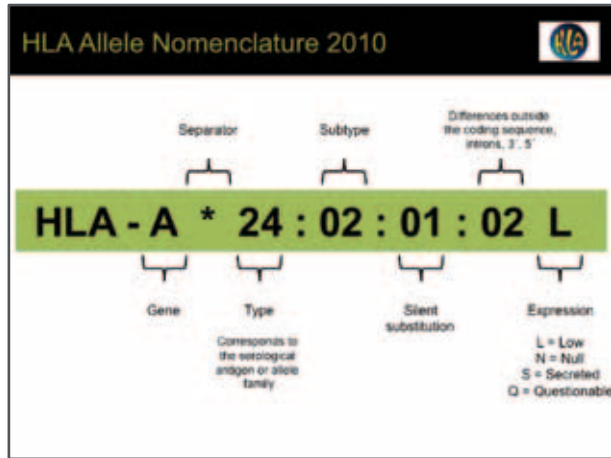 HLA Allele Nomenclature 2010
HLA
Separator
Subtype
Differences outside
the coding sequence,
introns, 3´, 5´
HLA - A * 24 : 02 : 01 : 02 L
Gene
Type
Corresponds to
the serological
antigen or allele
family
Silent
substitution
Expression
L = Low
N = Null
S = Secreted
Q = Questionable